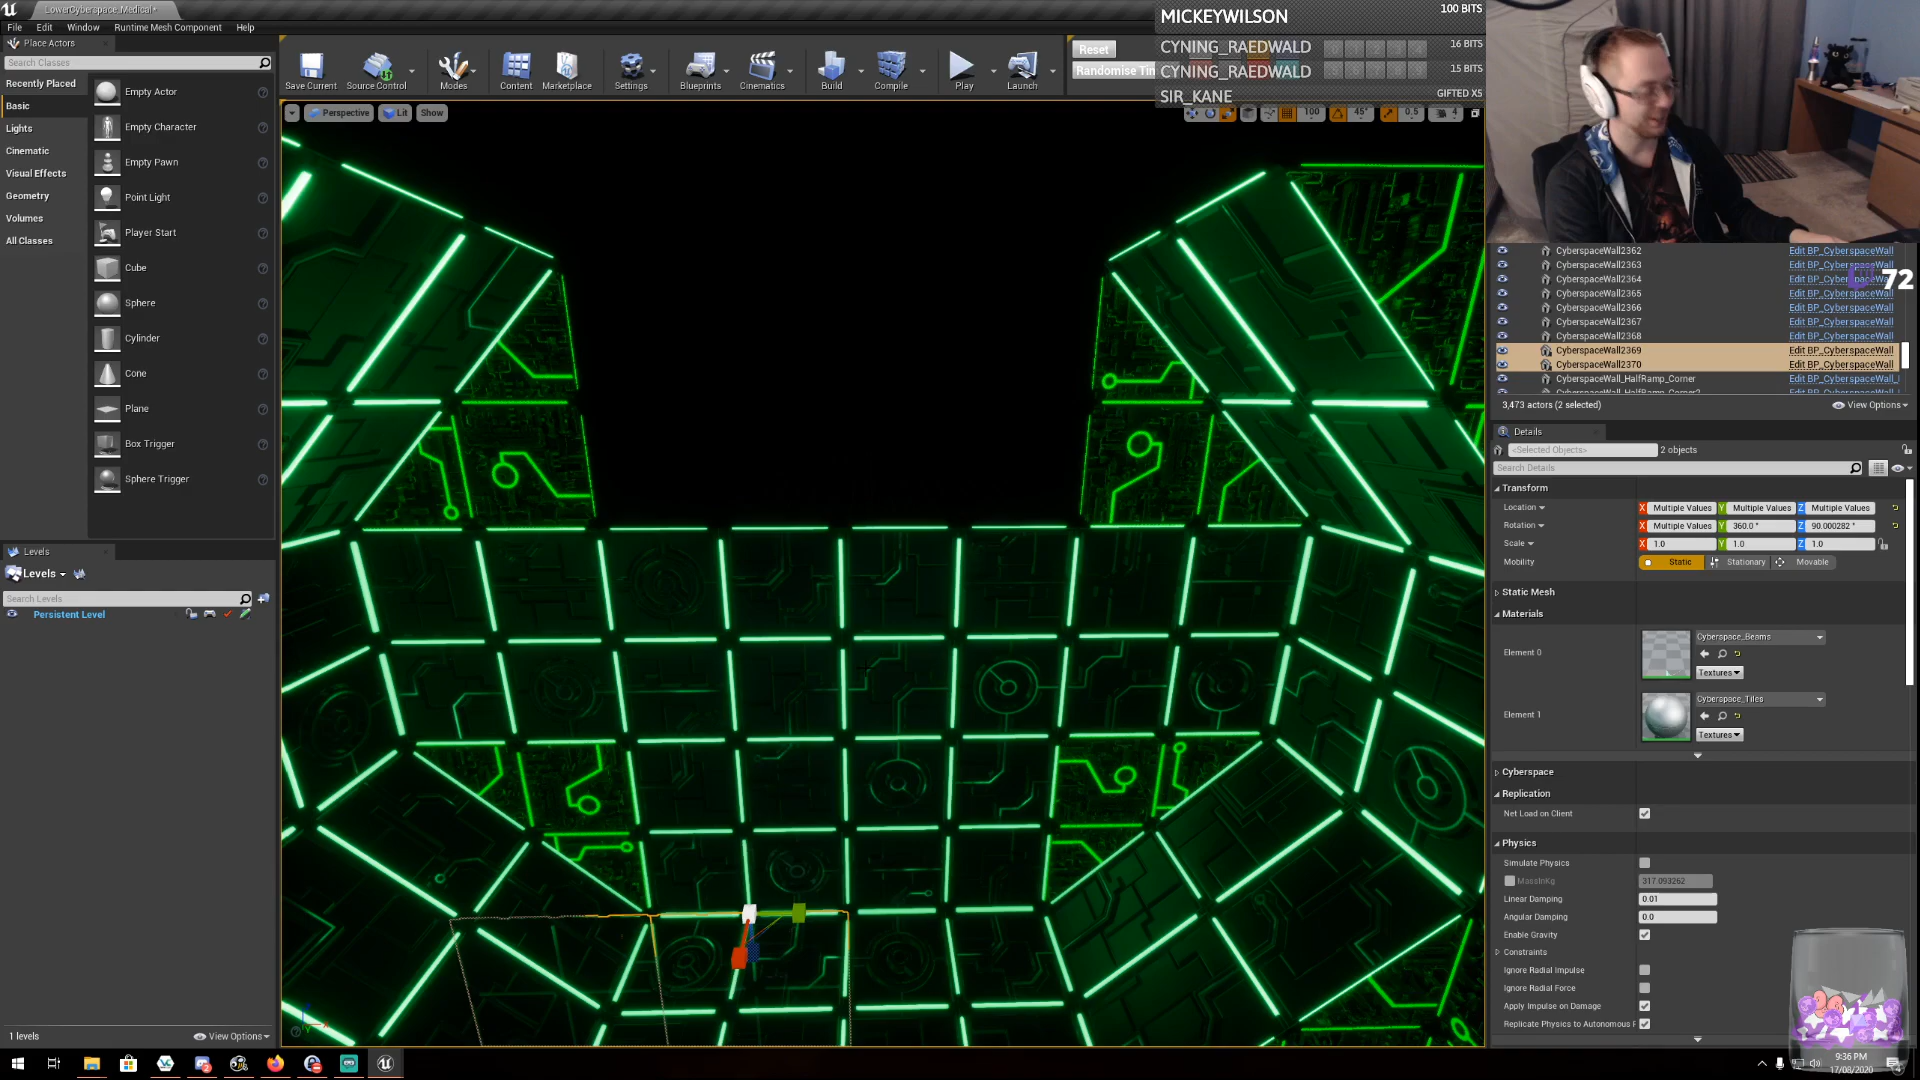 LowerCyberspace_Medical*
File Edit Window Runtime Mesh Component Help
Place Actors
Search Classes
Recently Placed
Basic
Lights
Cinematic
Visual Effects
Geometry
Volumes
All Classes
Empty Actor
Empty Character
Empty Pawn
Point Light
Player Start
Cube
Sphere
Cylinder
Cone
Plane
Box Trigger
Sphere Trigger
Levels
Levels
Search Levels
Persistent Level
1 levels
View Options
Save Current
Source Control
Modes
Content
Marketplace
Settings
Blueprints
Cinematics
Build
Compile
Play
Launch
Reset
Randomise Tin
MICKEYWILSON 100 BITS
CYNING_RAEDWALD 16 BITS
CYNING_RAEDWALD 15 BITS
SIR_KANE GIFTED X5
Perspective
Lit
Show
100
45°
0.5
4
CyberspaceWall2362 Edit BP_CyberspaceWall
CyberspaceWall2363 Edit BP_CyberspaceWall
CyberspaceWall2364 Edit BP_CyberspaceWall
CyberspaceWall2365 Edit BP_CyberspaceWall
CyberspaceWall2366 Edit BP_CyberspaceWall
CyberspaceWall2367 Edit BP_CyberspaceWall
CyberspaceWall2368 Edit BP_CyberspaceWall
CyberspaceWall2369 Edit BP_CyberspaceWall
CyberspaceWall2370 Edit BP_CyberspaceWall
CyberspaceWall_HalfRamp_Corner Edit BP_CyberspaceWall_
72
3,473 actors (2 selected)
View Options
Details
<Selected Objects> 2 objects
Search Details
Transform
Location X Multiple Values Y Multiple Values Z Multiple Values
Rotation X Multiple Values Y 360.0 ° Z 90.000282 °
Scale X 1.0 Y 1.0 Z 1.0
Mobility Static Stationary Movable
Static Mesh
Materials
Element 0
Cyberspace_Beams
Textures
Element 1
Cyberspace_Tiles
Textures
Cyberspace
Replication
Net Load on Client
Physics
Simulate Physics
MassInKg 317.093262
Linear Damping 0.01
Angular Damping 0.0
Enable Gravity
Constraints
Ignore Radial Impulse
Ignore Radial Force
Apply Impulse on Damage
Replicate Physics to Autonomous P
9:36 PM
17/08/2020